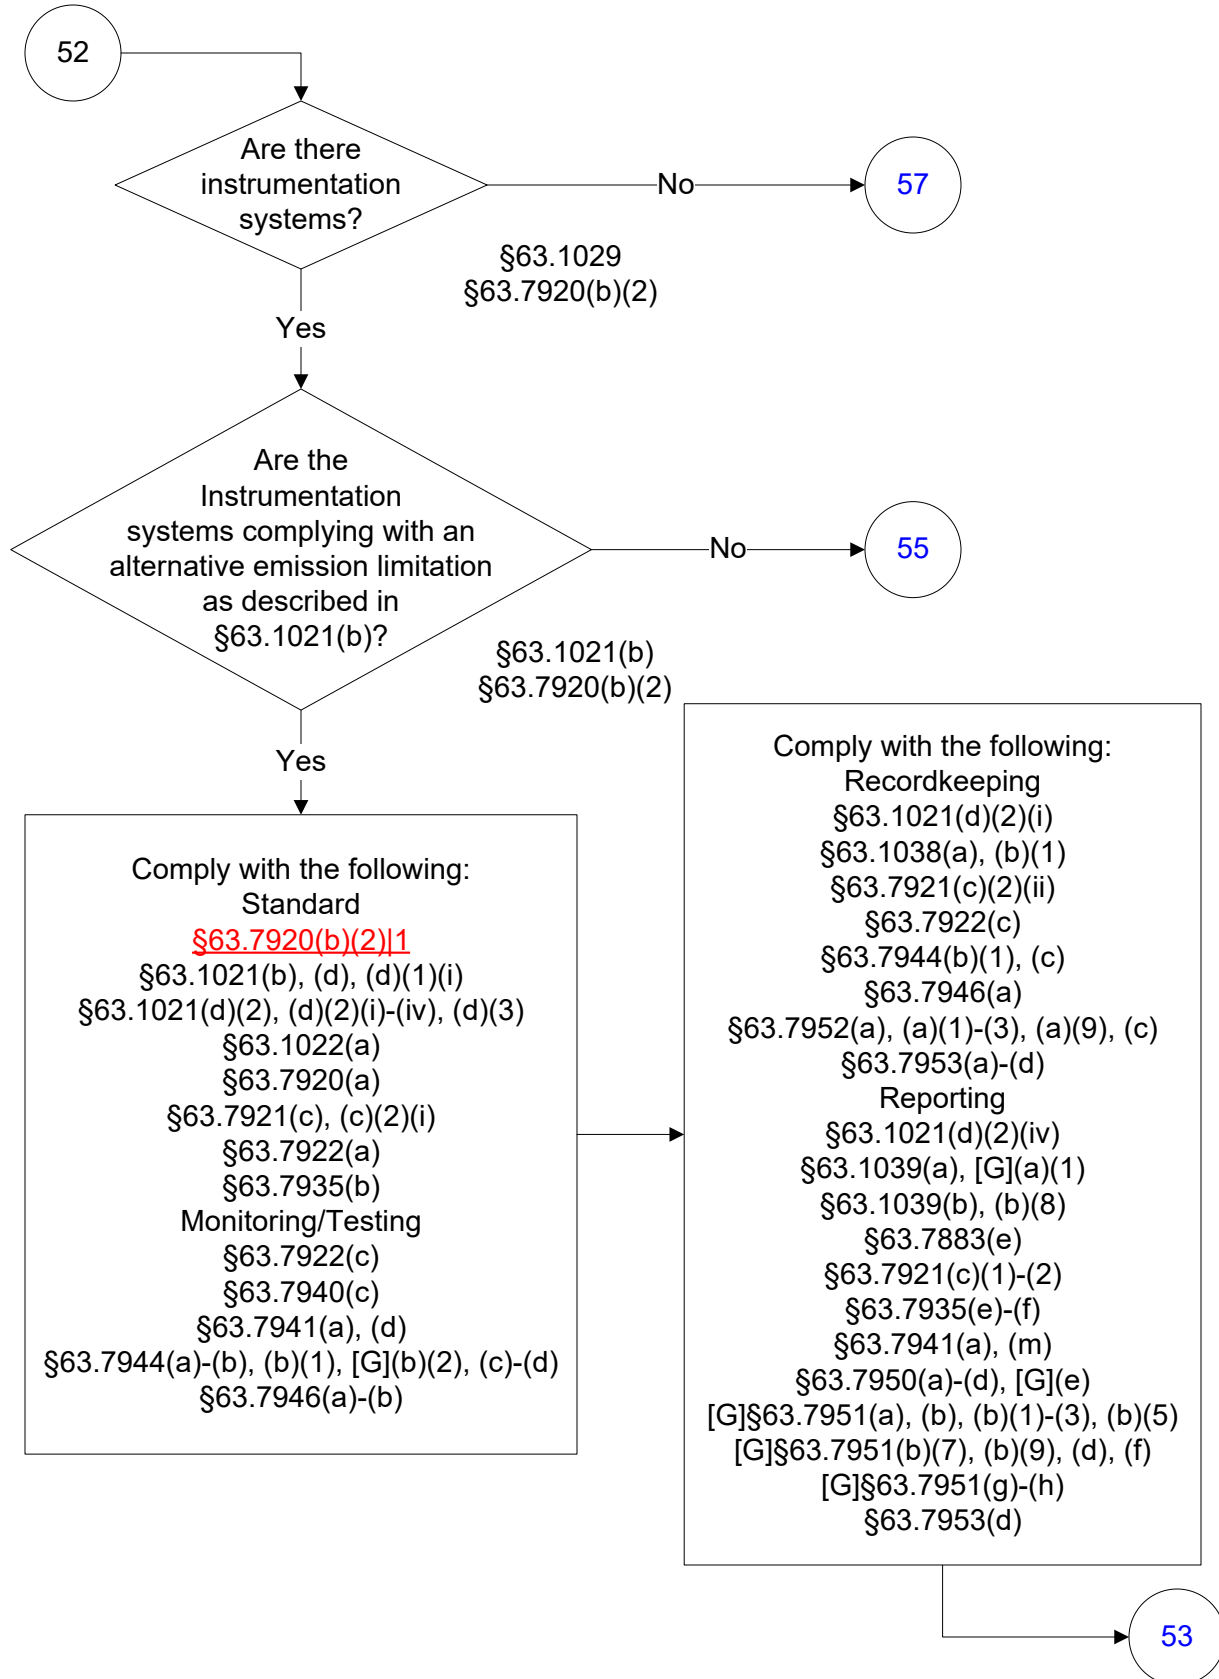 52
Are there
instrumentation
systems?
No
57
§63.1029
§63.7920(b)(2)
Yes
Are the
Instrumentation
systems complying with an
alternative emission limitation
as described in
§63.1021(b)?
No
55
§63.1021(b)
§63.7920(b)(2)
Yes
Comply with the following:
Standard
§63.7920(b)(2)|1
§63.1021(b), (d), (d)(1)(i)
§63.1021(d)(2), (d)(2)(i)-(iv), (d)(3)
§63.1022(a)
§63.7920(a)
§63.7921(c), (c)(2)(i)
§63.7922(a)
§63.7935(b)
Monitoring/Testing
§63.7922(c)
§63.7940(c)
§63.7941(a), (d)
§63.7944(a)-(b), (b)(1), [G](b)(2), (c)-(d)
§63.7946(a)-(b)
Comply with the following:
Recordkeeping
§63.1021(d)(2)(i)
§63.1038(a), (b)(1)
§63.7921(c)(2)(ii)
§63.7922(c)
§63.7944(b)(1), (c)
§63.7946(a)
§63.7952(a), (a)(1)-(3), (a)(9), (c)
§63.7953(a)-(d)
Reporting
§63.1021(d)(2)(iv)
§63.1039(a), [G](a)(1)
§63.1039(b), (b)(8)
§63.7883(e)
§63.7921(c)(1)-(2)
§63.7935(e)-(f)
§63.7941(a), (m)
§63.7950(a)-(d), [G](e)
[G]§63.7951(a), (b), (b)(1)-(3), (b)(5)
[G]§63.7951(b)(7), (b)(9), (d), (f)
[G]§63.7951(g)-(h)
§63.7953(d)
53